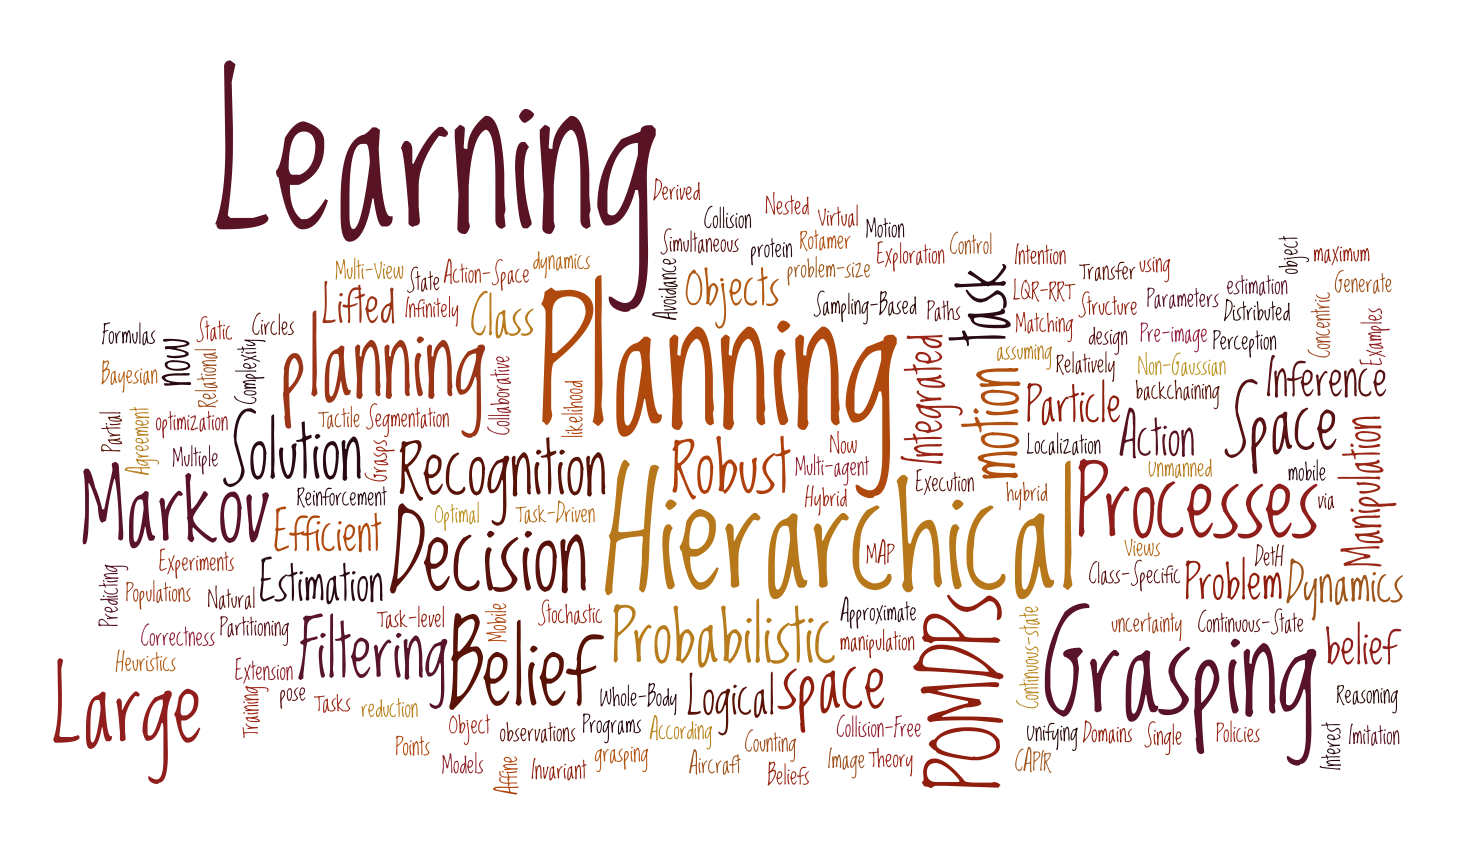 Learning
Derived
Collision
Nested
Virtual
Motion
Simultaneous
protein
Rotamer
Exploration
Control
Multi-View
State
Action-Space
dynamics
Avoidance
Objects
problem-size
task
Intention
Transfer
using
object
maximum
Lifted
Infinitely
Class
Planning
Sampling-Based
Paths
LQR-RRT
Structure
Parameters
estimation
Generate
Formulas
now
Static
Circles
planning
Matching
design
Pre-image
Distributed
Perception
Concentric
Examples
Bayesian
Relational
Complexity
Collaborative
likelihood
Integrated
motion
assuming
Relatively
Non-Gaussian
backchaining
Inference
Partial
Agreement
optimization
Tactile
Segmentation
Particle
Action
Space
Multiple
Solution
Grasps
Recognition
Robust
Now
Multi-agent
Localization
Unmanned
mobile
Manipulation
Markov
Reinforcement
Optimal
Task-Driven
Hierarchical
Hybrid
Execution
hybrid
Processes
via
Efficient
Decision
Experiments
MAP
Views
DetH
Class-Specific
Problem
Dynamics
Predicting
Populations
Natural
Estimation
Partitioning
Correctness
Filtering
Task-level
Belief
Mobile
Stochastic
Probabilistic
Approximate
manipulation
POMDPs
Continuous-state
Grasping
uncertainty
Continuous-State
belief
Heuristics
Extension
Large
Training
pose
Tasks
reduction
Whole-Body
Logical
space
Reasoning
Points
Object
observations
Programs
According
Counting
Collision-Free
unifying
Domains
Single
Policies
Interest
Imitation
Models
Affine
Invariant
grasping
Aircraft
Beliefs
Image
Theory
CAPIR